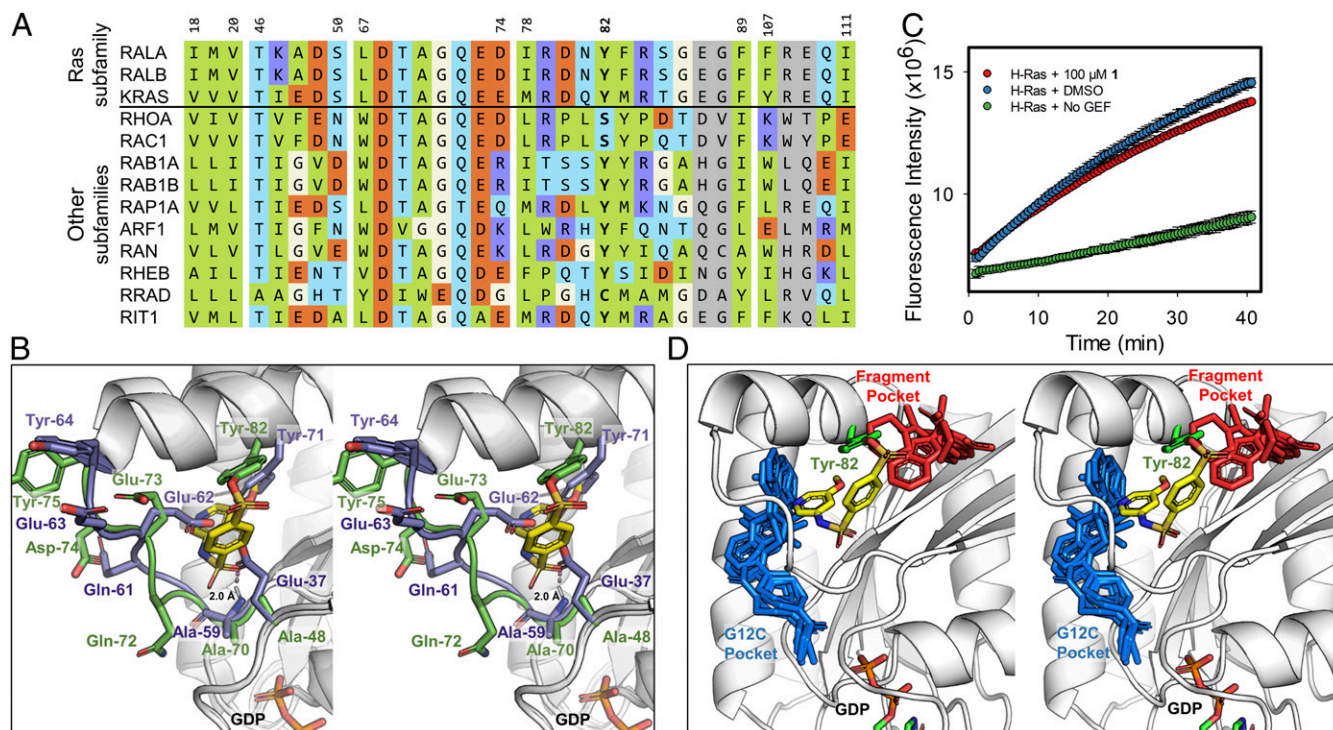 A
18 20 46 50 67 74 78 82 89 107 111
Ras subfamily
RALA I M V T K A D S L D T A G Q E D I R D N Y F R S G E G F F R E Q I
RALB I M V T K A D S L D T A G Q E D I R D N Y F R S G E G F F R E Q I
KRAS V V V T I E D S L D T A G Q E E M R D Q Y M R T G E G F Y R E Q I
Other subfamilies
RHOA V I V T V F E N W D T A G Q E D L R P L S Y P D T D V I K W T P E
RAC1 V V V T V F D N W D T A G Q E D L R P L S Y P Q T D V F K W Y P E
RAB1A L L I T I G V D W D T A G Q E R I T S S Y Y R G A H G I W L Q E I
RAB1B L L I T I G V D W D T A G Q E R I T S S Y Y R G A H G I W L Q E I
RAP1A V V L T I E D S L D T A G T E Q M R D L Y M K N G Q G F L R E Q I
ARF1 V M L T I G F N W D V G G Q D K L W R H Y F Q N T Q G L E L M R M
RAN V L V T L G V E W D T A G Q E K L R D G Y Y I Q A Q C A W H R D L
RHEB A I L T I E N T V D T A G Q D E F P Q T Y S I D I N G Y I H G K L
RRAD L L L A A G H T Y D I W E Q D G L P G H C M A M G D A Y L R V Q L
RIT1 V M L T I E D A L D T A G Q A E M R D Q Y M R A G E G F F K Q L I
C
Fluorescence Intensity (x10⁶)
15
10
H-Ras + 100 µM 1
H-Ras + DMSO
H-Ras + No GEF
0 10 20 30 40
Time (min)
B
Tyr-64
Tyr-82
Tyr-71
Glu-73
Tyr-75
Glu-62
Glu-63
Asp-74
Gln-61
Glu-37
2.0 Å
Ala-59
Ala-48
Gln-72
Ala-70
GDP
Tyr-64
Tyr-82
Tyr-71
Glu-73
Tyr-75
Glu-62
Glu-63
Asp-74
Gln-61
Glu-37
2.0 Å
Ala-59
Ala-48
Gln-72
Ala-70
GDP
D
Fragment
Pocket
Tyr-82
G12C
Pocket
GDP
Fragment
Pocket
Tyr-82
G12C
Pocket
GDP